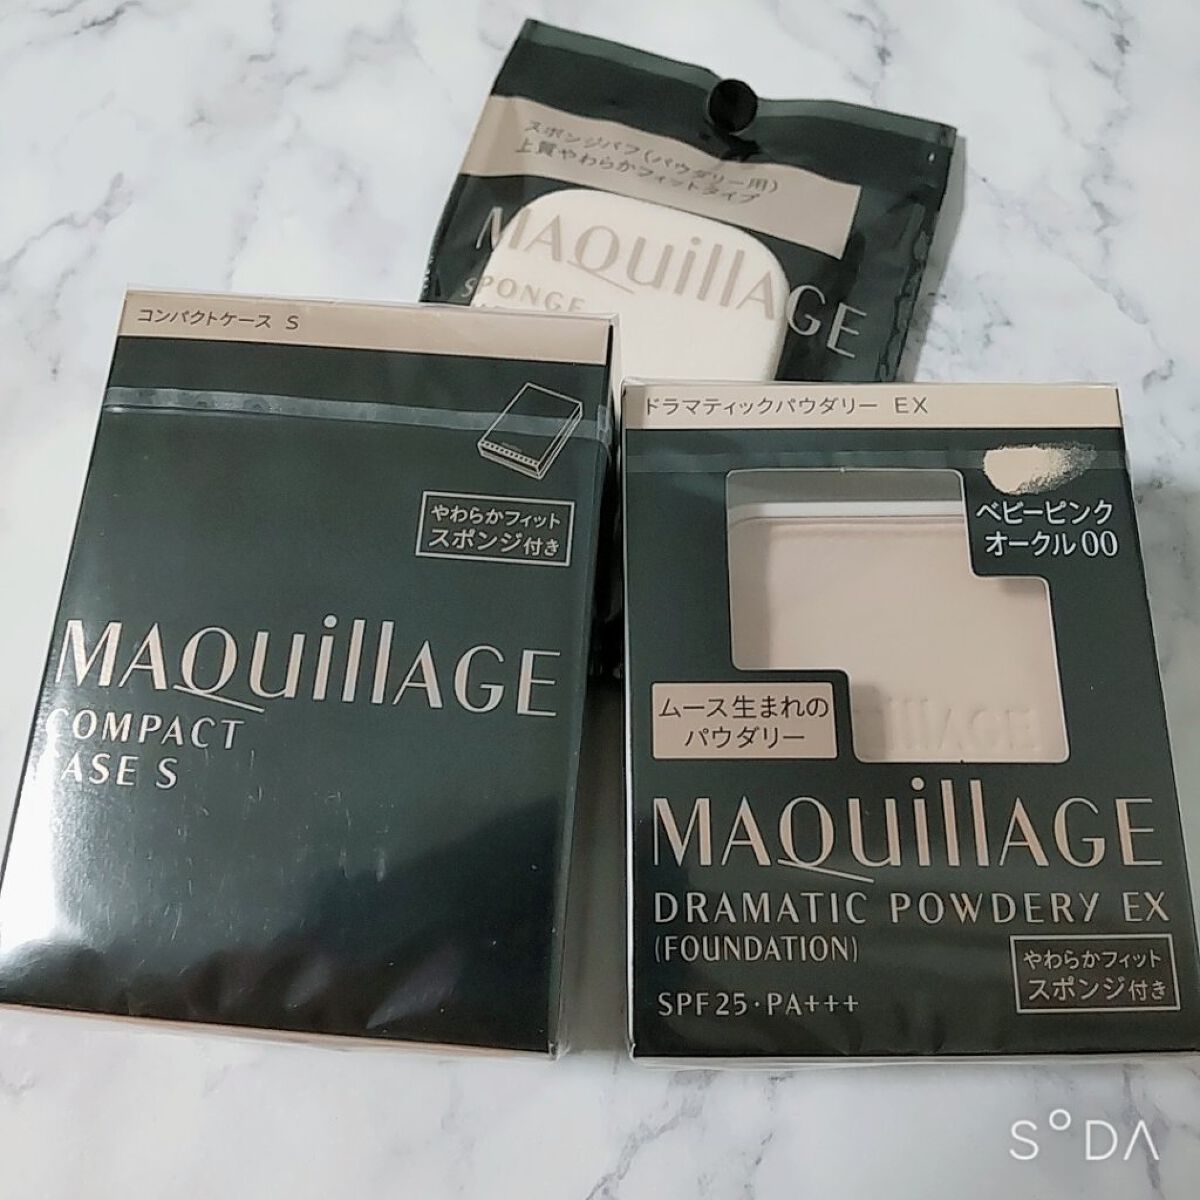 スポンジパフ(パウダリー用)
上質やわらかフィットタイプ
MAQuillAGE
SPONGE
コンパクトケース S
やわらかフィット
スポンジ付き
MAQuillAGE
COMPACT
CASE S
ドラマティックパウダリー EX
ベビーピンク
オークル00
ムース生まれの
パウダリー
MAQuillAGE
DRAMATIC POWDERY EX
(FOUNDATION)
やわらかフィット
スポンジ付き
SPF25・PA+++
SODA